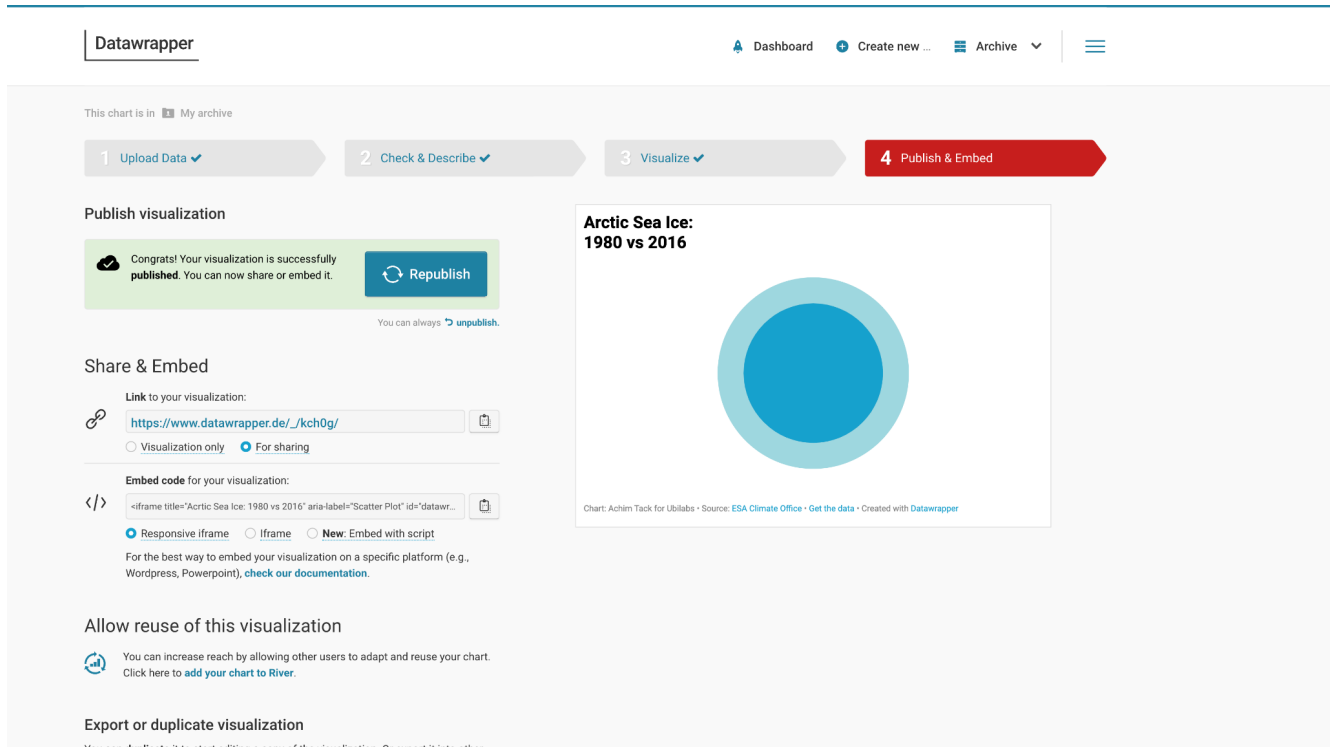 Datawrapper
Dashboard
Create new ...
Archive
This chart is in My archive
1 Upload Data
2 Check & Describe
3 Visualize
4 Publish & Embed
Publish visualization
Congrats! Your visualization is successfully
published. You can now share or embed it.
Republish
You can always unpublish.
Share & Embed
Link to your visualization:
https://www.datawrapper.de/_/kch0g/
Visualization only
For sharing
Embed code for your visualization:
<iframe title="Acrtic Sea Ice: 1980 vs 2016" aria-label="Scatter Plot" id="datawr...
Responsive iframe
Iframe
New: Embed with script
For the best way to embed your visualization on a specific platform (e.g.,
Wordpress, Powerpoint), check our documentation.
Allow reuse of this visualization
You can increase reach by allowing other users to adapt and reuse your chart.
Click here to add your chart to River.
Export or duplicate visualization
Arctic Sea Ice:
1980 vs 2016
Chart: Achim Tack for Ubilabs • Source: ESA Climate Office • Get the data • Created with Datawrapper